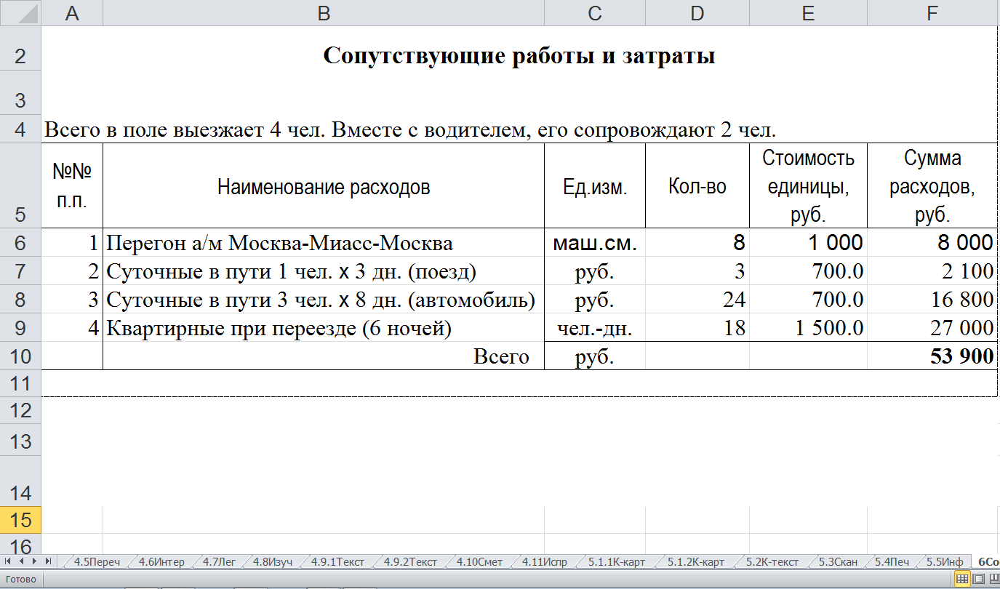 A B C D E F
2 Сопутствующие работы и затраты
3
4 Всего в поле выезжает 4 чел. Вместе с водителем, его сопровождают 2 чел.
5 №№ п.п. Наименование расходов Ед.изм. Кол-во Стоимость единицы, руб. Сумма расходов, руб.
6 1 Перегон а/м Москва-Миасс-Москва маш.см. 8 1 000 8 000
7 2 Суточные в пути 1 чел. x 3 дн. (поезд) руб. 3 700.0 2 100
8 3 Суточные в пути 3 чел. x 8 дн. (автомобиль) руб. 24 700.0 16 800
9 4 Квартирные при переезде (6 ночей) чел.-дн. 18 1 500.0 27 000
10 Всего руб. 53 900
11
12
13
14
15
16
4.5Переч 4.6Интер 4.7Лег 4.8Изуч 4.9.1Текст 4.9.2Текст 4.10Смет 4.11Испр 5.1.1К-карт 5.1.2К-карт 5.2К-текст 5.3Скан 5.4Печ 5.5Инф 6Со
Готово